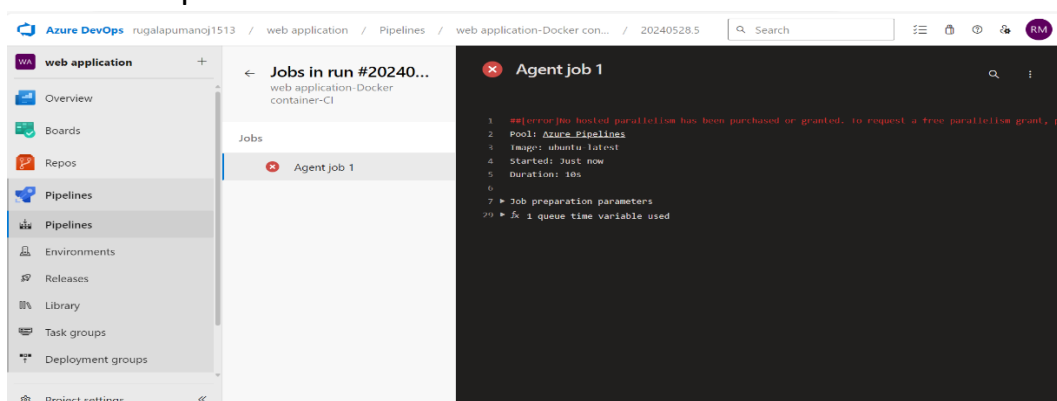 Azure DevOps rugalapumanoj1513 / web application / Pipelines / web application-Docker con... / 20240528.5 Search RM
WA web application +
Overview
Boards
Repos
Pipelines
Pipelines
Environments
Releases
Library
Task groups
Deployment groups
Project settings
← Jobs in run #20240...
web application-Docker
container-CI
Jobs
Agent job 1
Agent job 1
1 ##[error]No hosted parallelism has been purchased or granted. To request a free parallelism grant,
2 Pool: Azure Pipelines
3 Image: ubuntu-latest
4 Started: Just now
5 Duration: 10s
6
7 ▶ Job preparation parameters
29 ▶ fx 1 queue time variable used